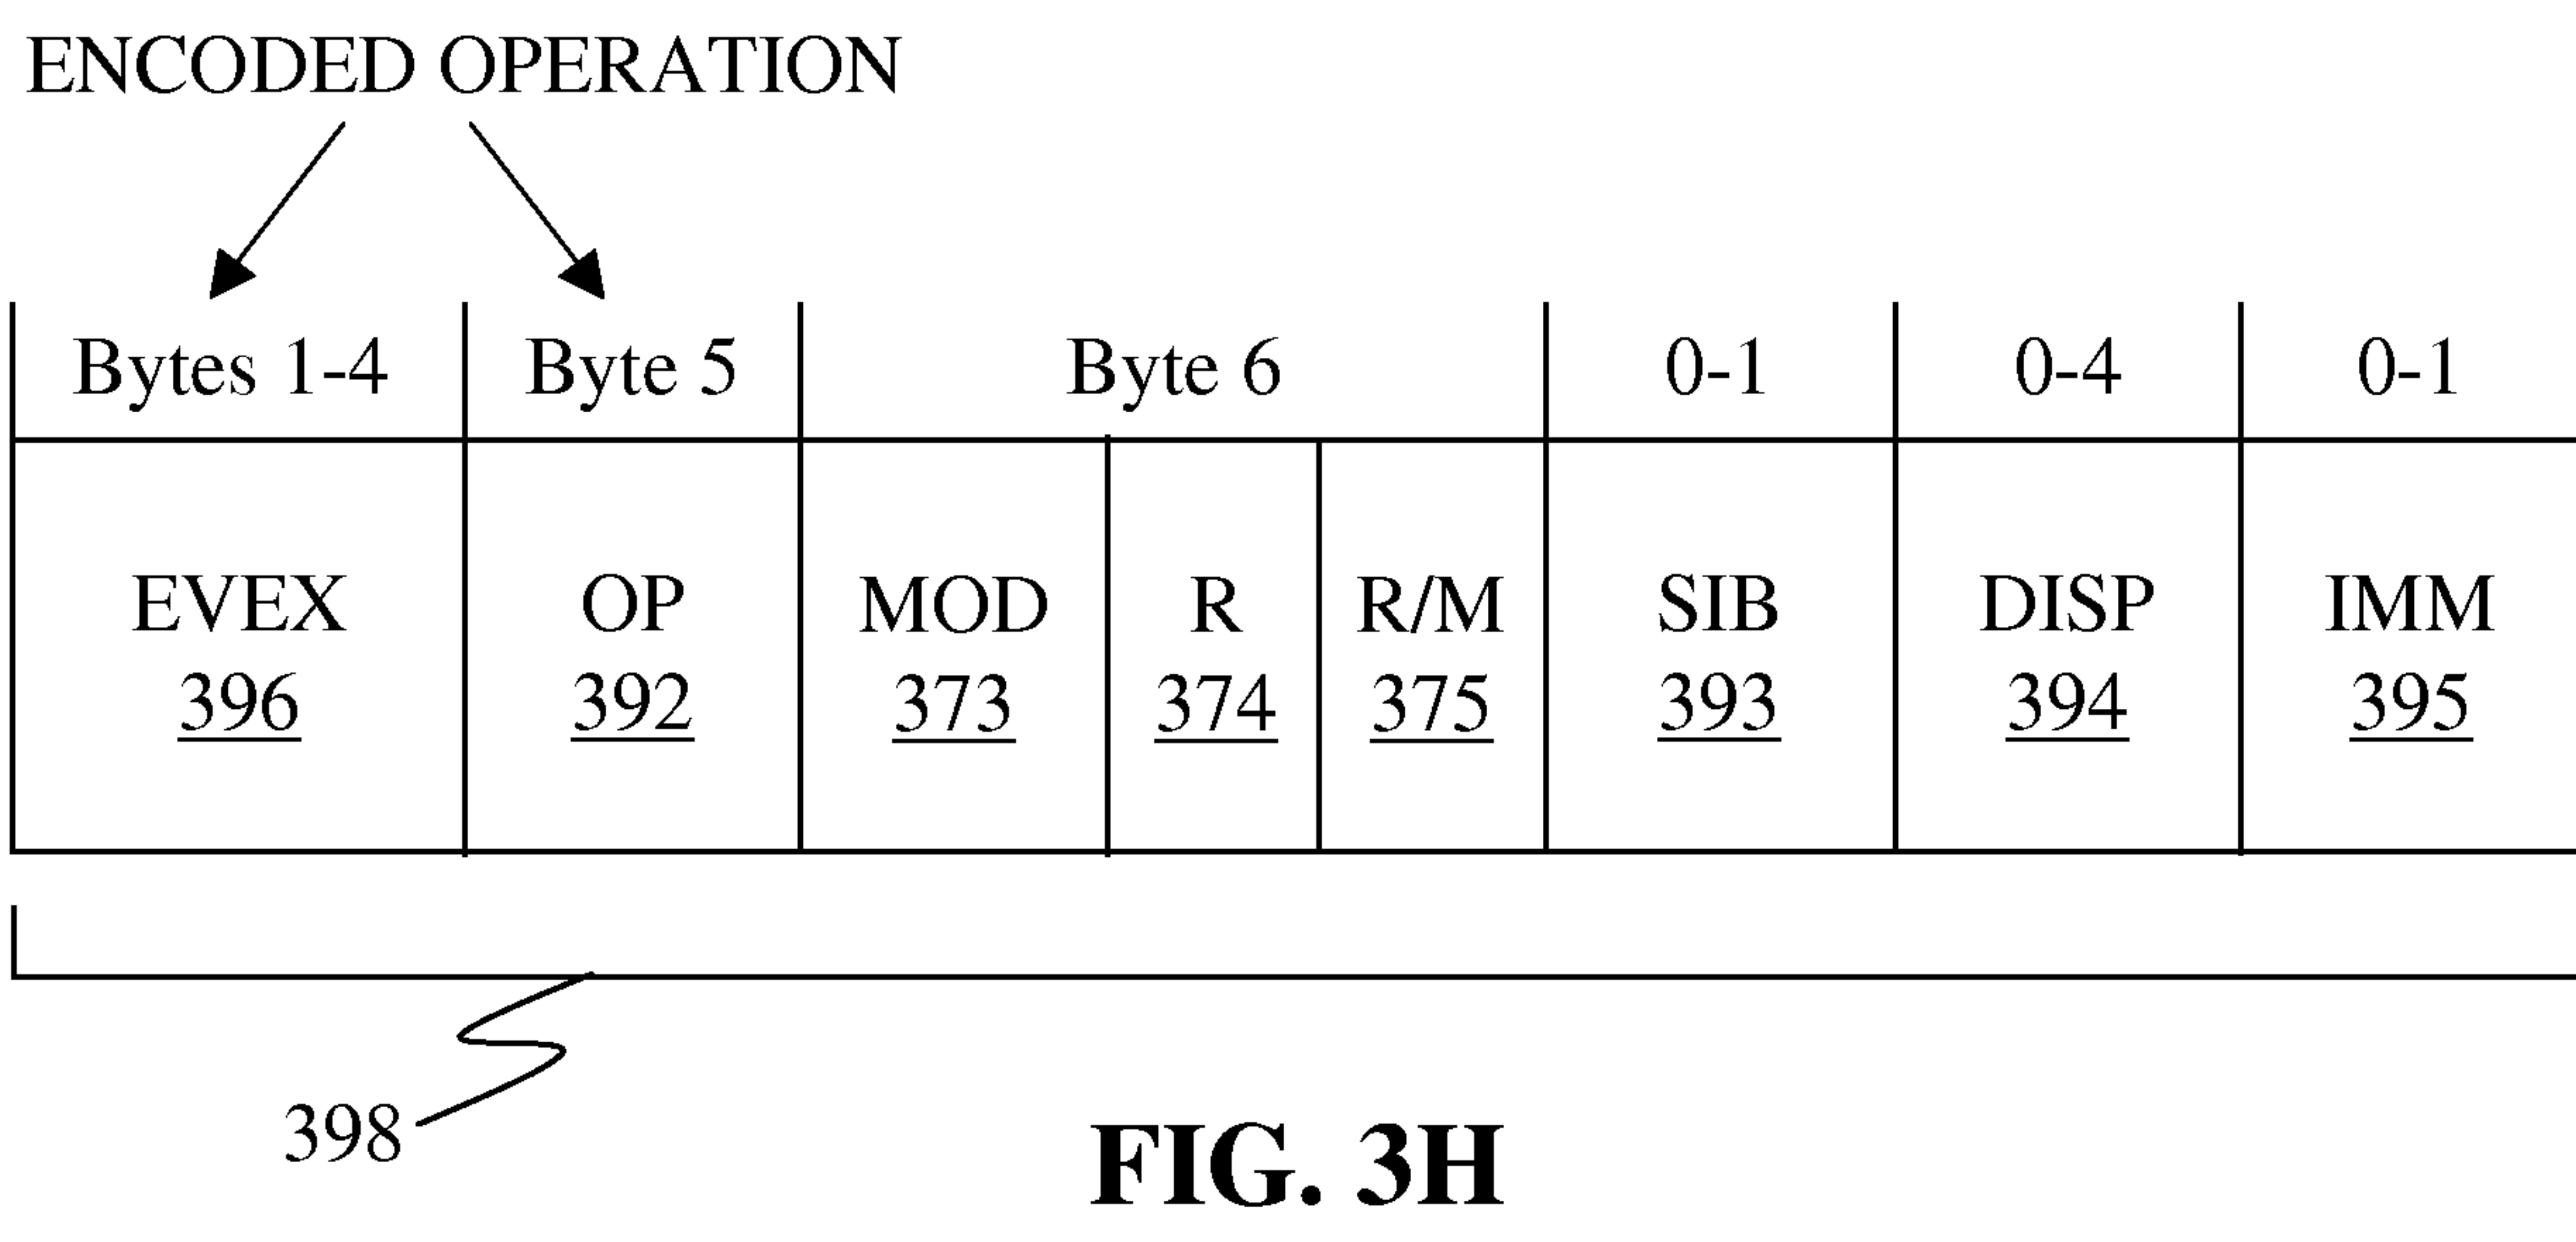 ENCODED OPERATION
Bytes 1-4 Byte 5 Byte 6 0-1 0-4 0-1
EVEX OP MOD R R/M SIB DISP IMM
396 392 373 374 375 393 394 395
398
FIG. 3H